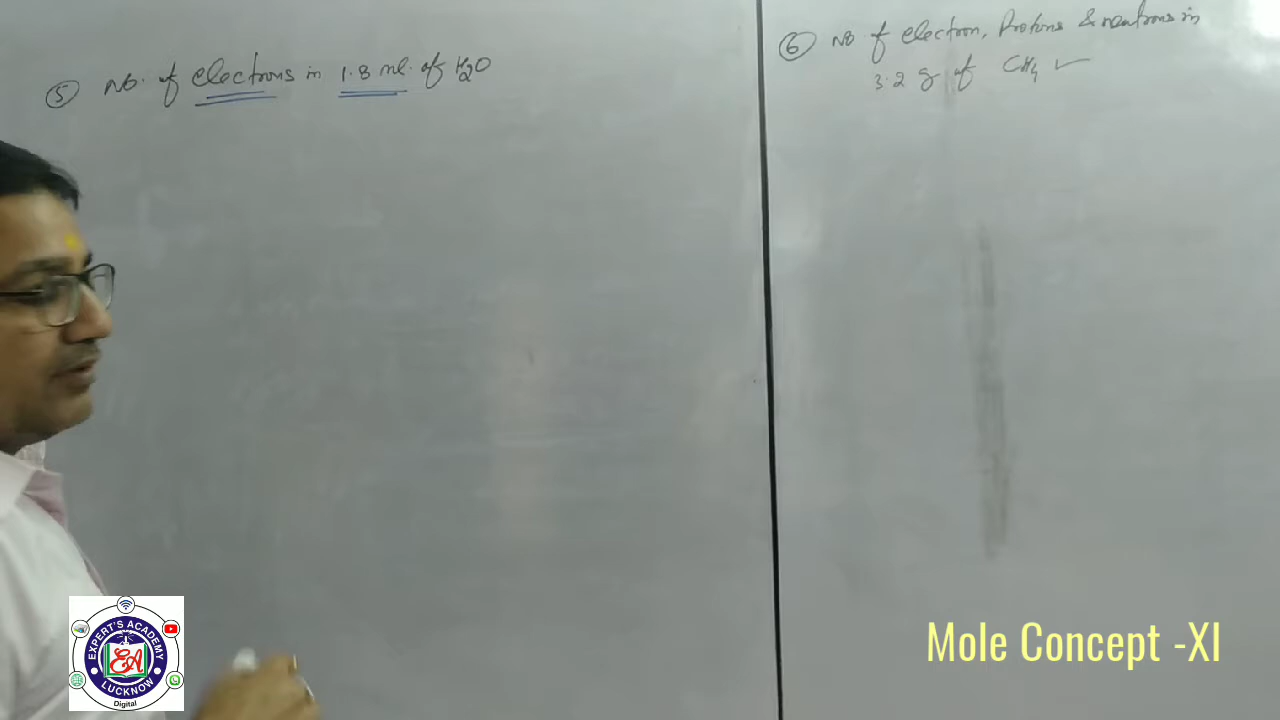 ⑤ No. of electrons in 1.8 ml. of H₂O
⑥ No of electron, Protons & neutrons in
3.2 g of CH₄ ✓
Mole Concept -XI
EXPERT'S ACADEMY
EA
LUCKNOW
Digital